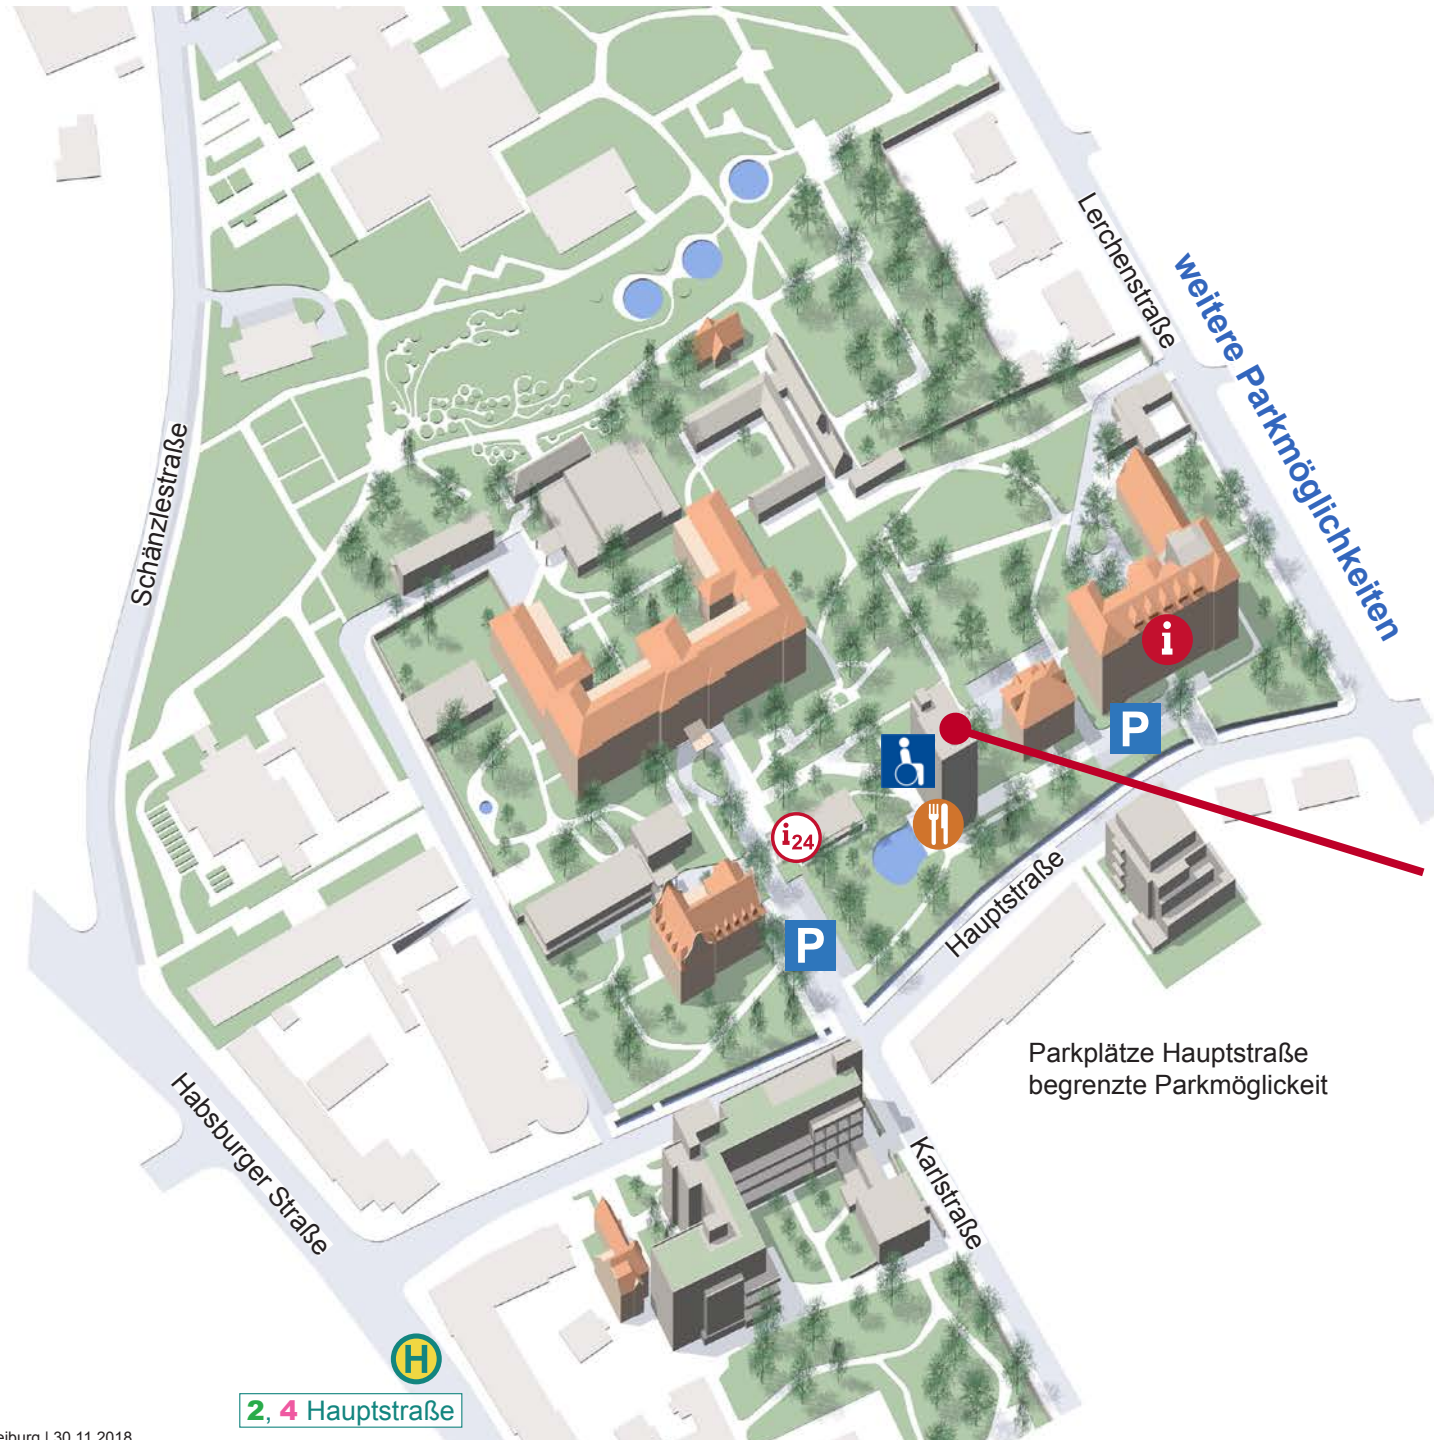 Lerchenstraße
weitere Parkmöglichkeiten
Schänzlestraße
i
P
i24
P
Hauptstraße
Parkplätze Hauptstraße
begrenzte Parkmöglickeit
Habsburger Straße
Karlstraße
H
2, 4 Hauptstraße
eiburg | 30.11.2018